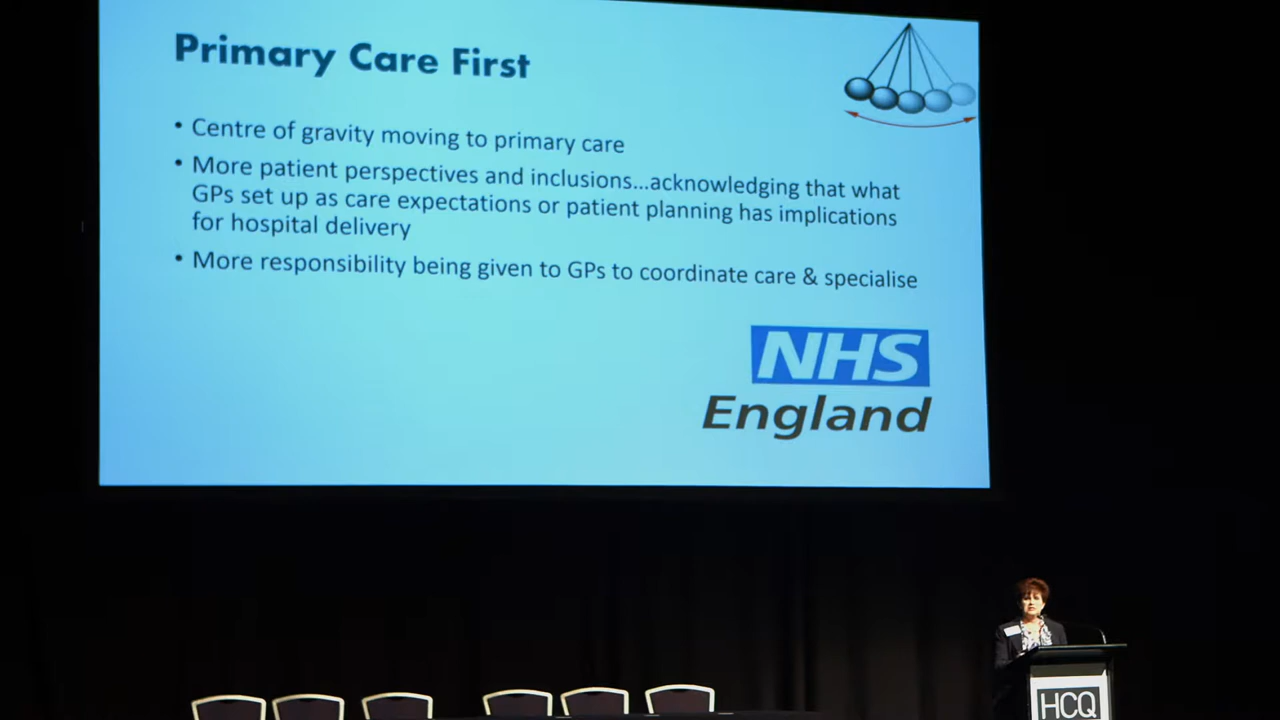 Primary Care First
• Centre of gravity moving to primary care
• More patient perspectives and inclusions...acknowledging that what
GPs set up as care expectations or patient planning has implications
for hospital delivery
• More responsibility being given to GPs to coordinate care & specialise
NHS
England
HCQ